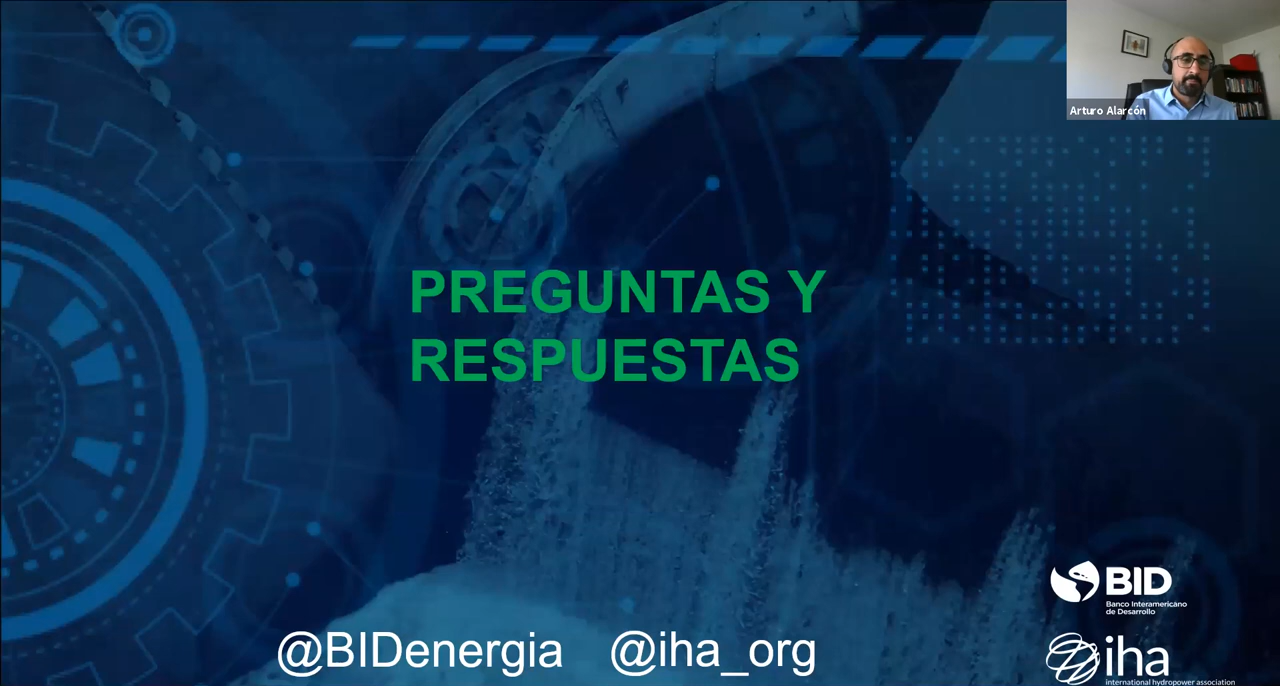 Arturo Alarcón
PREGUNTAS Y
RESPUESTAS
BID
Banco Interamericano
de Desarrollo
@BIDenergia @iha_org
iha
international hydropower association